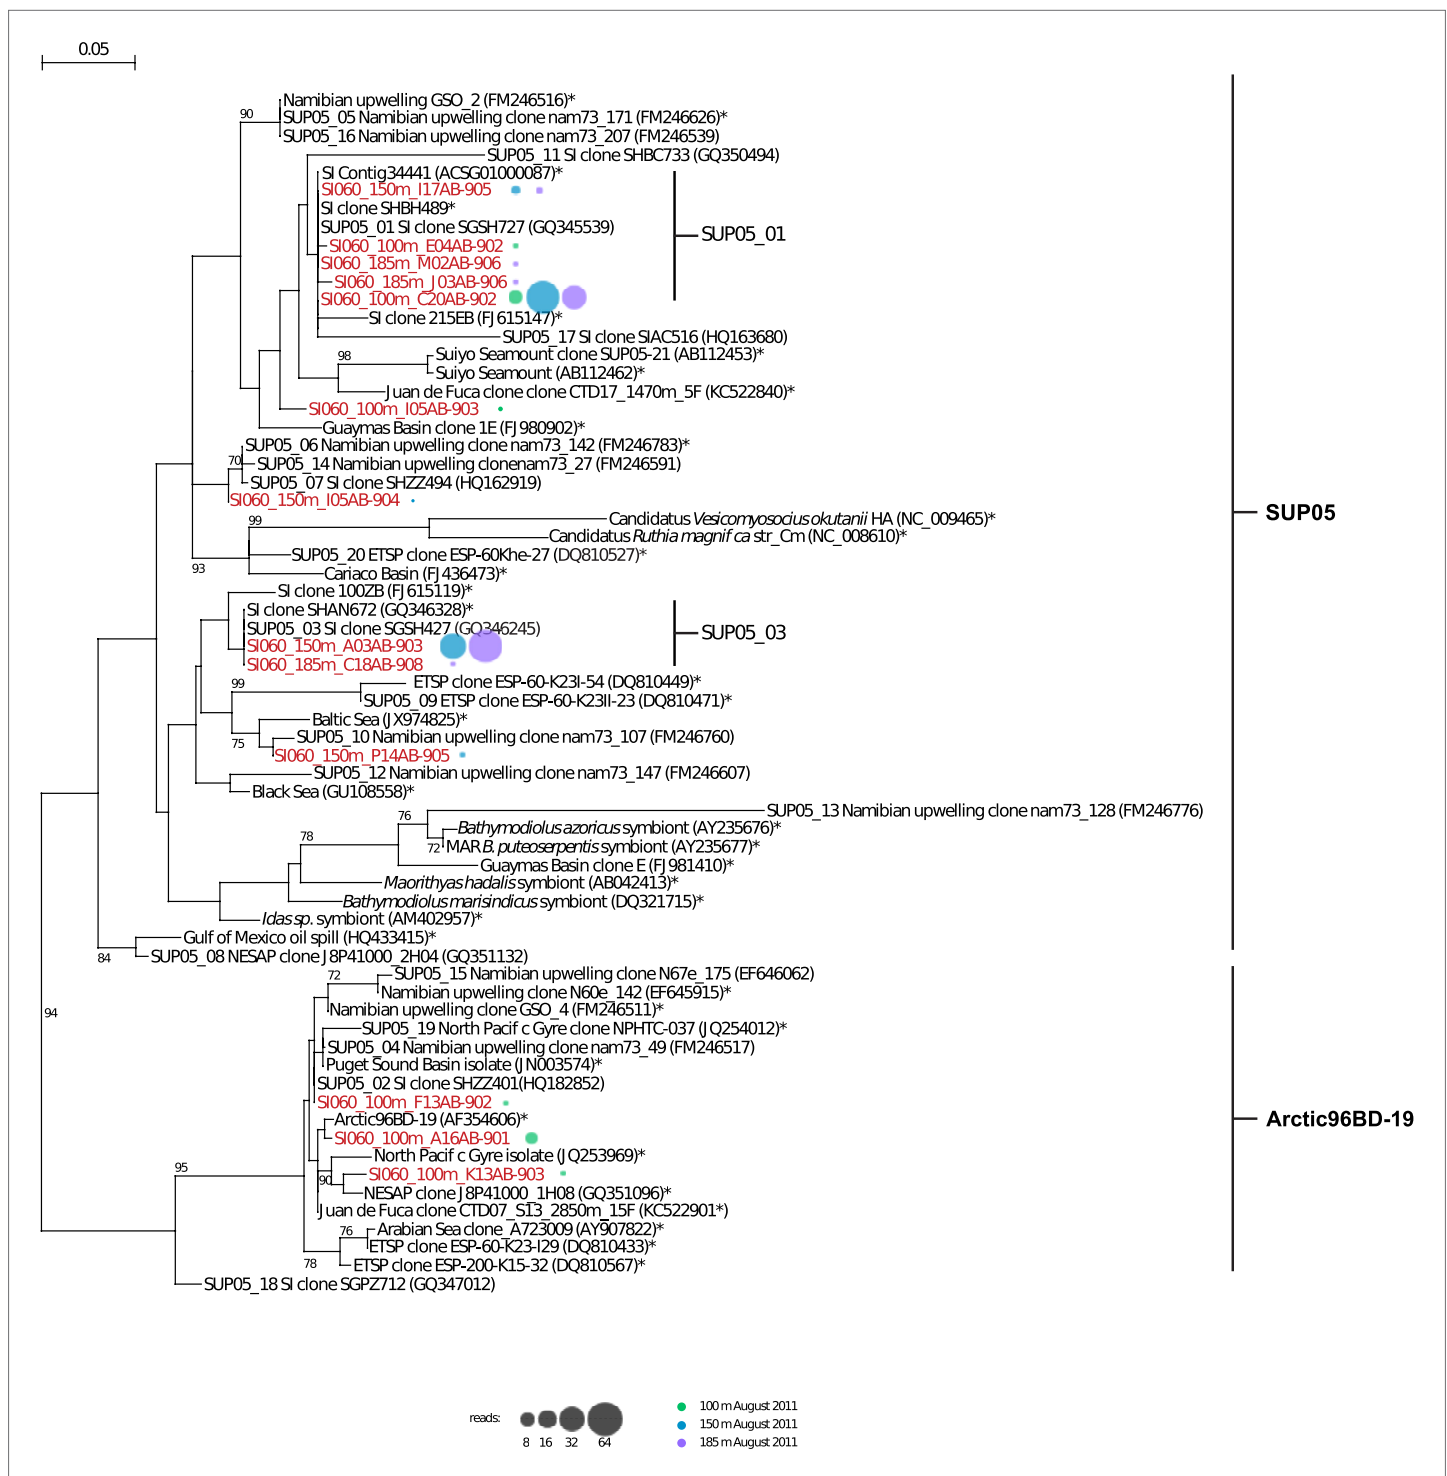 0.05
90
Namibian upwelling GSO_2 (FM246516)*
SUP05_05 Namibian upwelling clone nam73_171 (FM246626)*
SUP05_16 Namibian upwelling clone nam73_207 (FM246539)
SUP05_11 SI clone SHBC733 (GQ350494)
SI Contig34441 (ACSG01000087)*
SI060_150m_I17AB-905
SI clone SHBH489*
SUP05_01 SI clone SGSH727 (GQ345539)
SUP05_01
SI060_100m_E04AB-902
SI060_185m_M02AB-906
SI060_185m_J03AB-906
SI060_100m_C20AB-902
SI clone 215EB (FJ615147)*
SUP05_17 SI clone SIAC516 (HQ163680)
98
Suiyo Seamount clone SUP05-21 (AB112453)*
Suiyo Seamount (AB112462)*
Juan de Fuca clone clone CTD17_1470m_5F (KC522840)*
SI060_100m_I05AB-903
Guaymas Basin clone 1E (FJ980902)*
SUP05_06 Namibian upwelling clone nam73_142 (FM246783)*
70
SUP05_14 Namibian upwelling clonenam73_27 (FM246591)
SUP05_07 SI clone SHZZ494 (HQ162919)
SI060_150m_I05AB-904
SUP05
99
Candidatus Vesicomyosocius okutanii HA (NC_009465)*
Candidatus Ruthia magnif ca str_Cm (NC_008610)*
SUP05_20 ETSP clone ESP-60Khe-27 (DQ810527)*
93
Cariaco Basin (FJ436473)*
SI clone 100ZB (FJ615119)*
SI clone SHAN672 (GQ346328)*
SUP05_03 SI clone SGSH427 (GQ346245)
SUP05_03
SI060_150m_A03AB-903
SI060_185m_C18AB-908
99
ETSP clone ESP-60-K23I-54 (DQ810449)*
SUP05_09 ETSP clone ESP-60-K23II-23 (DQ810471)*
Baltic Sea (JX974825)*
75
SUP05_10 Namibian upwelling clone nam73_107 (FM246760)
SI060_150m_P14AB-905
SUP05_12 Namibian upwelling clone nam73_147 (FM246607)
Black Sea (GU108558)*
76
SUP05_13 Namibian upwelling clone nam73_128 (FM246776)
78
Bathymodiolus azoricus symbiont (AY235676)*
72
MAR B. puteoserpentis symbiont (AY235677)*
Guaymas Basin clone E (FJ981410)*
Maorithyas hadalis symbiont (AB042413)*
Bathymodiolus marisindicus symbiont (DQ321715)*
Idas sp. symbiont (AM402957)*
Gulf of Mexico oil spill (HQ433415)*
84
SUP05_08 NESAP clone J8P41000_2H04 (GQ351132)
72
SUP05_15 Namibian upwelling clone N67e_175 (EF646062)
Namibian upwelling clone N60e_142 (EF645915)*
94
Namibian upwelling clone GSO_4 (FM246511)*
SUP05_19 North Pacif c Gyre clone NPHTC-037 (JQ254012)*
SUP05_04 Namibian upwelling clone nam73_49 (FM246517)
Puget Sound Basin isolate (JN003574)*
SUP05_02 SI clone SHZZ401(HQ182852)
SI060_100m_F13AB-902
Arctic96BD-19 (AF354606)*
Arctic96BD-19
SI060_100m_A16AB-901
North Pacif c Gyre isolate (JQ253969)*
95
90
SI060_100m_K13AB-903
NESAP clone J8P41000_1H08 (GQ351096)*
Juan de Fuca clone CTD07_S13_2850m_15F (KC522901*)
76
Arabian Sea clone_A723009 (AY907822)*
ETSP clone ESP-60-K23-I29 (DQ810433)*
78
ETSP clone ESP-200-K15-32 (DQ810567)*
SUP05_18 SI clone SGPZ712 (GQ347012)
reads:
8 16 32 64
100 m August 2011
150 m August 2011
185 m August 2011